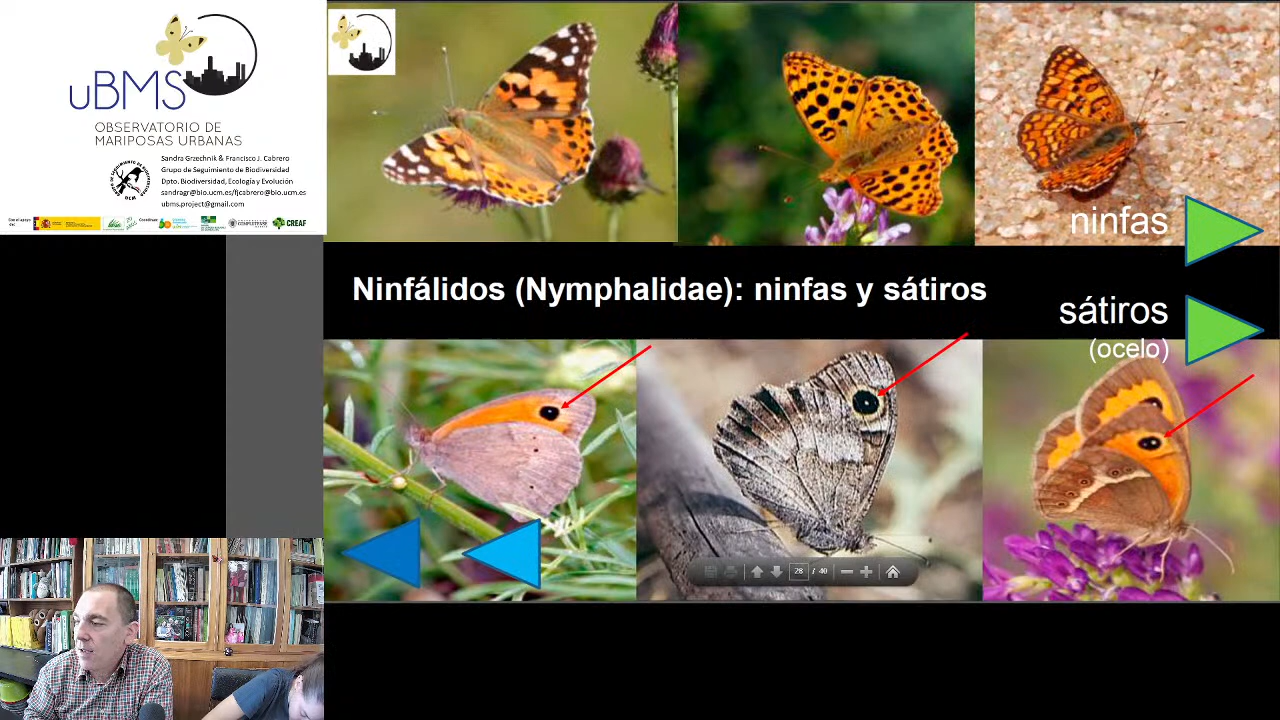 uBMS
OBSERVATORIO DE
MARIPOSAS URBANAS
Sandra Grzechnik & Francisco J. Cabrero
Grupo de Seguimiento de Biodiversidad
Dpto. Biodiversidad, Ecología y Evolución
sandragr@bio.ucm.es/fjcabrero@bio.ucm.es
ubms.project@gmail.com
CREAF
ninfas
Ninfálidos (Nymphalidae): ninfas y sátiros
sátiros
(ocelo)
28 / 40